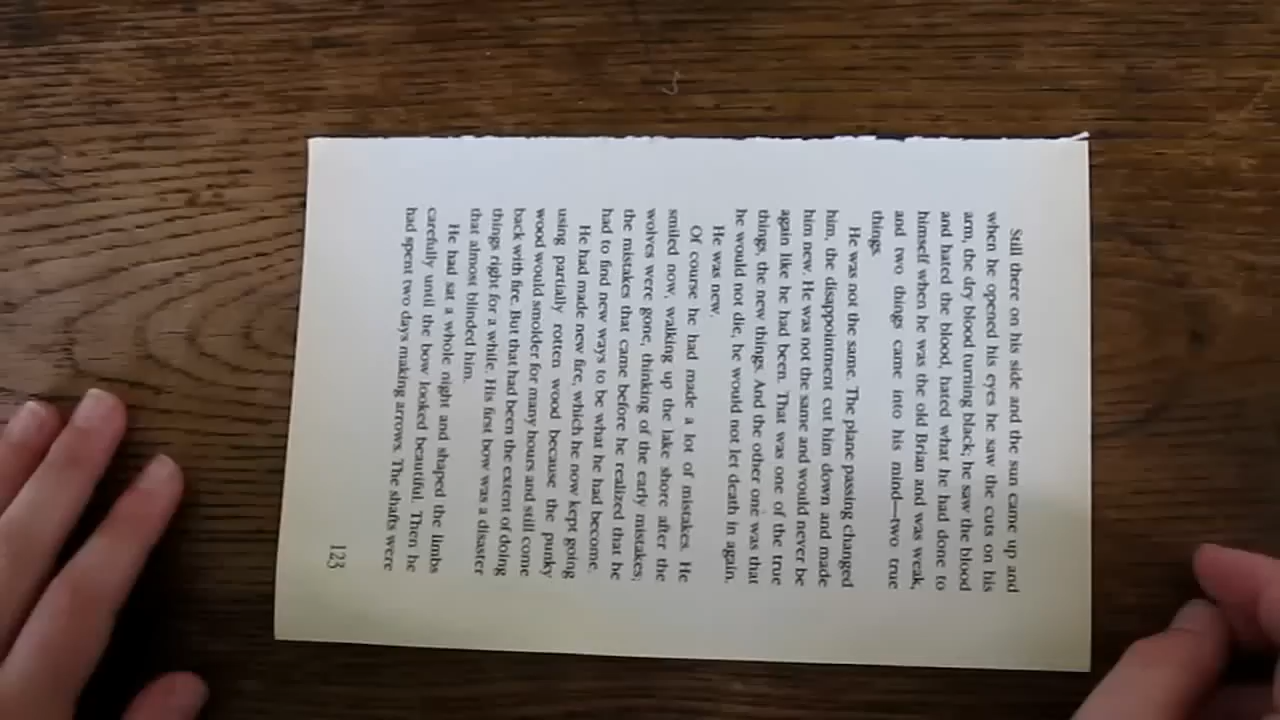 Still there on his side and the sun came up and
when he opened his eyes he saw the cuts on his
arm, the dry blood turning black; he saw the blood
and hated the blood, hated what he had done to
himself when he was the old Brian and was weak,
and two things came into his mind—two true
things.
He was not the same. The plane passing changed
him, the disappointment cut him down and made
him new. He was not the same and would never be
again like he had been. That was one of the true
things, the new things. And the other one was that
he would not die, he would not let death in again.
He was new.
Of course he had made a lot of mistakes. He
smiled now, walking up the lake shore after the
wolves were gone, thinking of the early mistakes;
the mistakes that came before he realized that he
had to find new ways to be what he had become.
He had made new fire, which he now kept going
using partially rotten wood because the punky
wood would smolder for many hours and still come
back with fire. But that had been the extent of doing
things right for a while. His first bow was a disaster
that almost blinded him.
He had sat a whole night and shaped the limbs
carefully until the bow looked beautiful. Then he
had spent two days making arrows. The shafts were
123